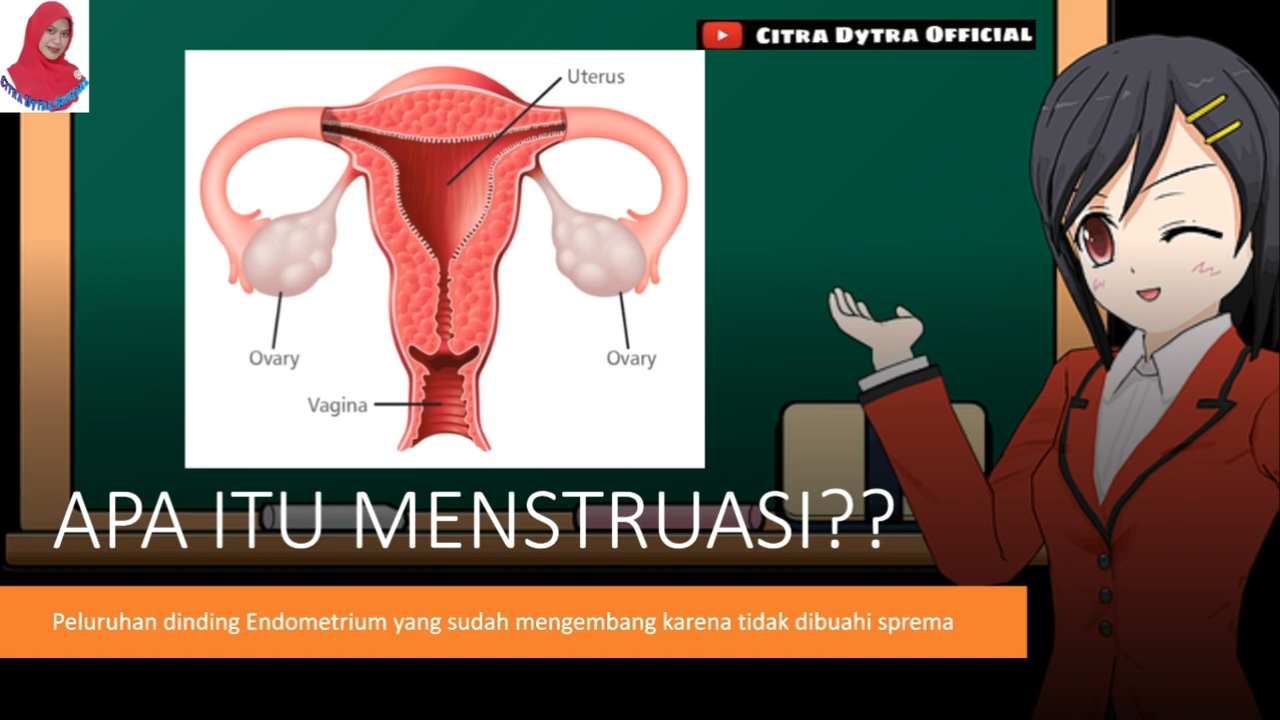 CITRA DYTRA OFFICIAL
Uterus
Ovary
Ovary
Vagina
APA ITU MENSTRUASI??
Peluruhan dinding Endometrium yang sudah mengembang karena tidak dibuahi sprema